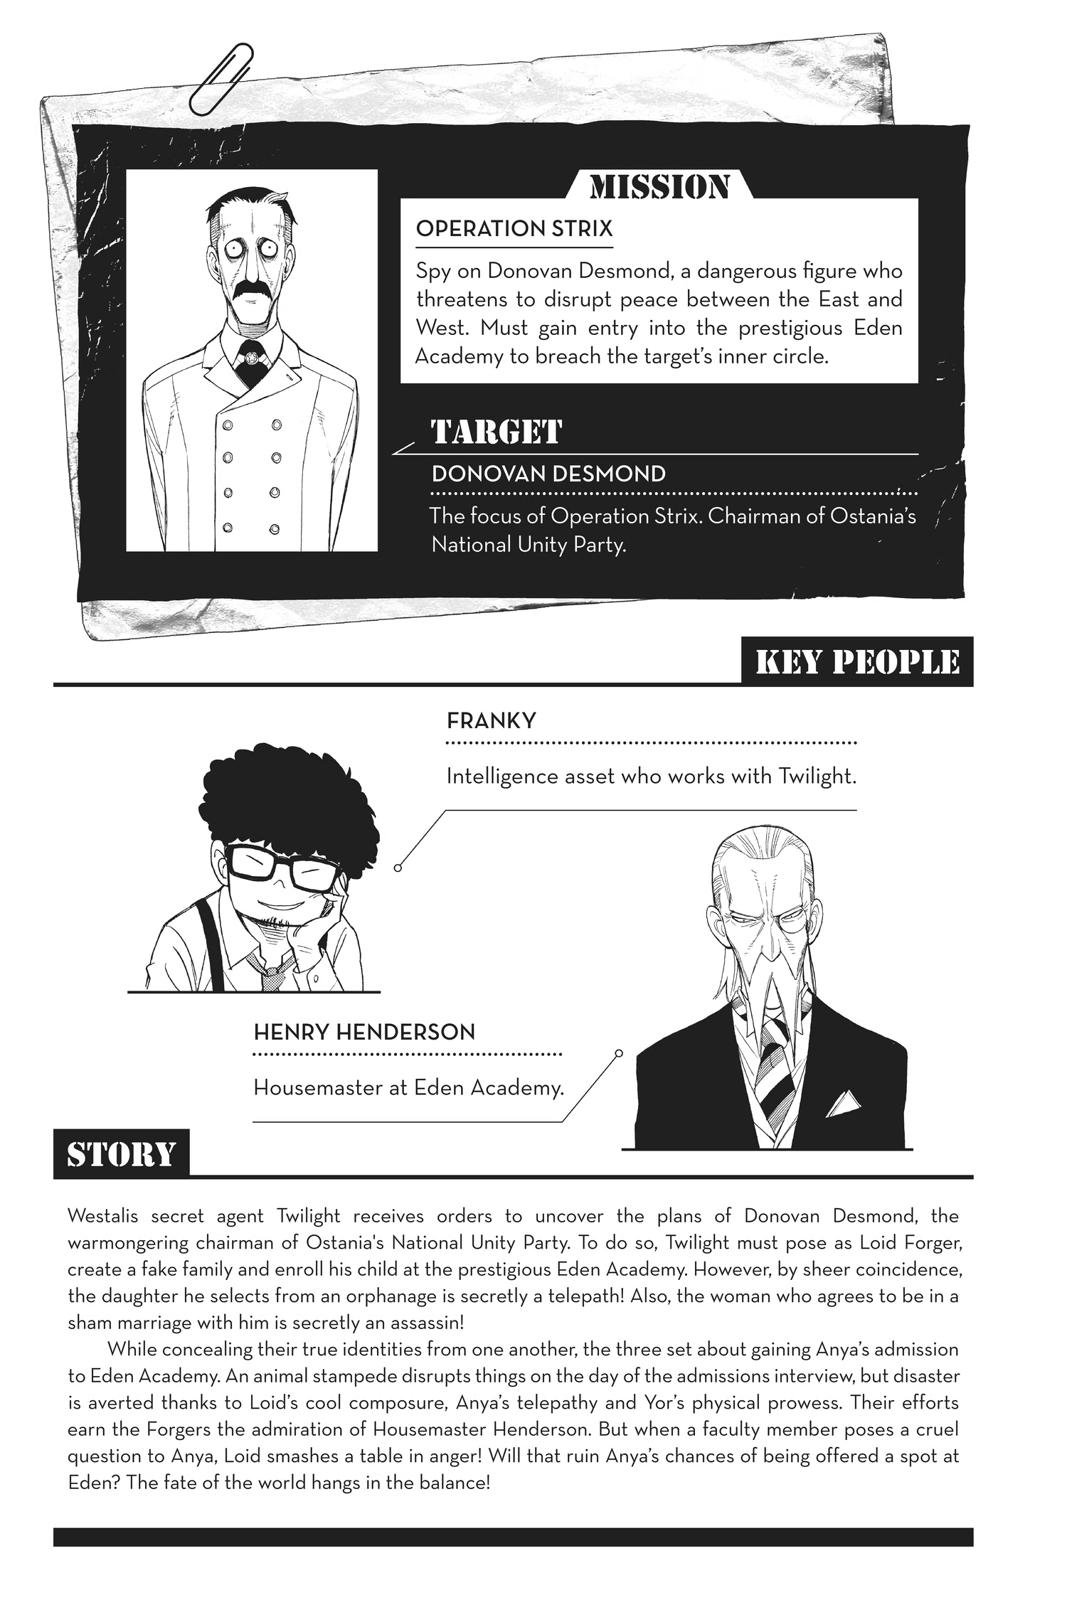 MISSION
OPERATION STRIX
Spy on Donovan Desmond, a dangerous figure who
threatens to disrupt peace between the East and
West. Must gain entry into the prestigious Eden
Academy to breach the target's inner circle.
TARGET
DONOVAN DESMOND
The focus of Operation Strix. Chairman of Ostania's
National Unity Party.
KEY PEOPLE
FRANKY
Intelligence asset who works with Twilight.
HENRY HENDERSON
Housemaster at Eden Academy.
STORY
Westalis secret agent Twilight receives orders to uncover the plans of Donovan Desmond, the
warmongering chairman of Ostania's National Unity Party. To do so, Twilight must pose as Loid Forger,
create a fake family and enroll his child at the prestigious Eden Academy. However, by sheer coincidence,
the daughter he selects from an orphanage is secretly a telepath! Also, the woman who agrees to be in a
sham marriage with him is secretly an assassin!
While concealing their true identities from one another, the three set about gaining Anya's admission
to Eden Academy. An animal stampede disrupts things on the day of the admissions interview, but disaster
is averted thanks to Loid's cool composure, Anya's telepathy and Yor's physical prowess. Their efforts
earn the Forgers the admiration of Housemaster Henderson. But when a faculty member poses a cruel
question to Anya, Loid smashes a table in anger! Will that ruin Anya's chances of being offered a spot at
Eden? The fate of the world hangs in the balance!